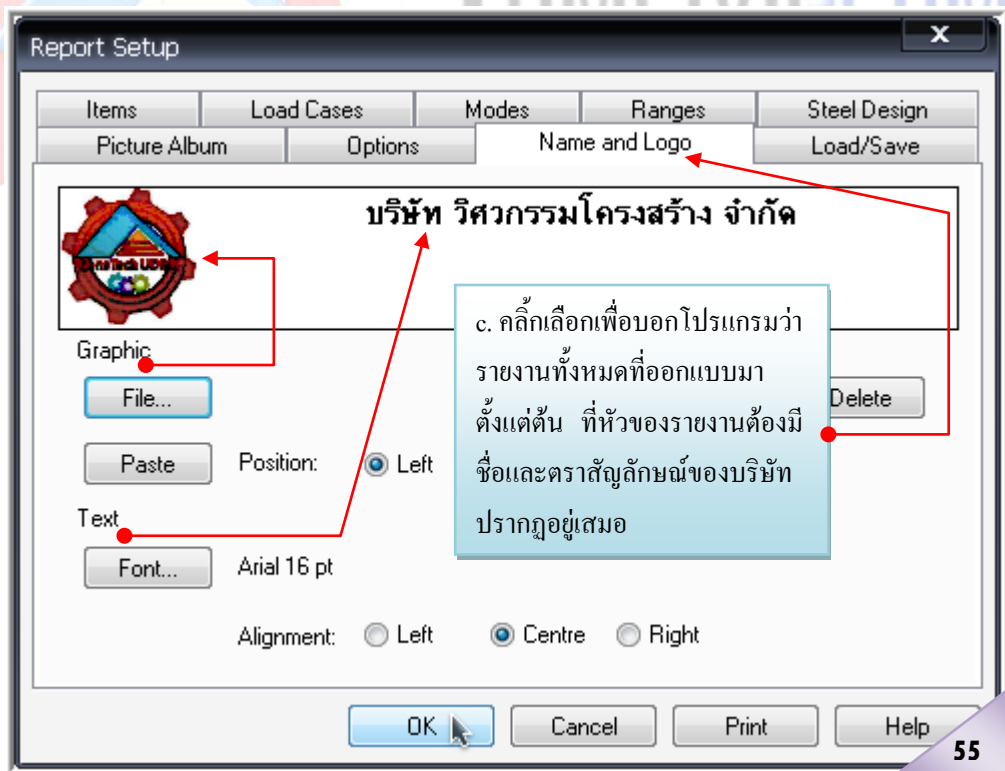 Report Setup
x
Items Load Cases Modes Ranges Steel Design
Picture Album Options Name and Logo Load/Save
บริษัท วิศวกรรมโครงสร้าง จำกัด
Graphic
File...
Delete
Paste Position: Left
Text
Font... Arial 16 pt
Alignment: Left Centre Right
c. คลิ๊กเลือกเพื่อบอกโปรแกรมว่า
รายงานทั้งหมดที่ออกแบบมา
ตั้งแต่ต้น ที่หัวของรายงานต้องมี
ชื่อและตราสัญลักษณ์ของบริษัท
ปรากฏอยู่เสมอ
OK Cancel Print Help
55